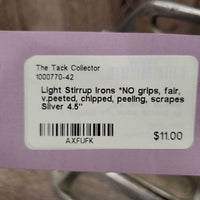 The Tack Collector
1000770-42
Light Stirrup Irons *NO grips, fair,
v.peeted, chipped, peeling, scrapes
Silver 4.5"
AXFUFK
$11.00